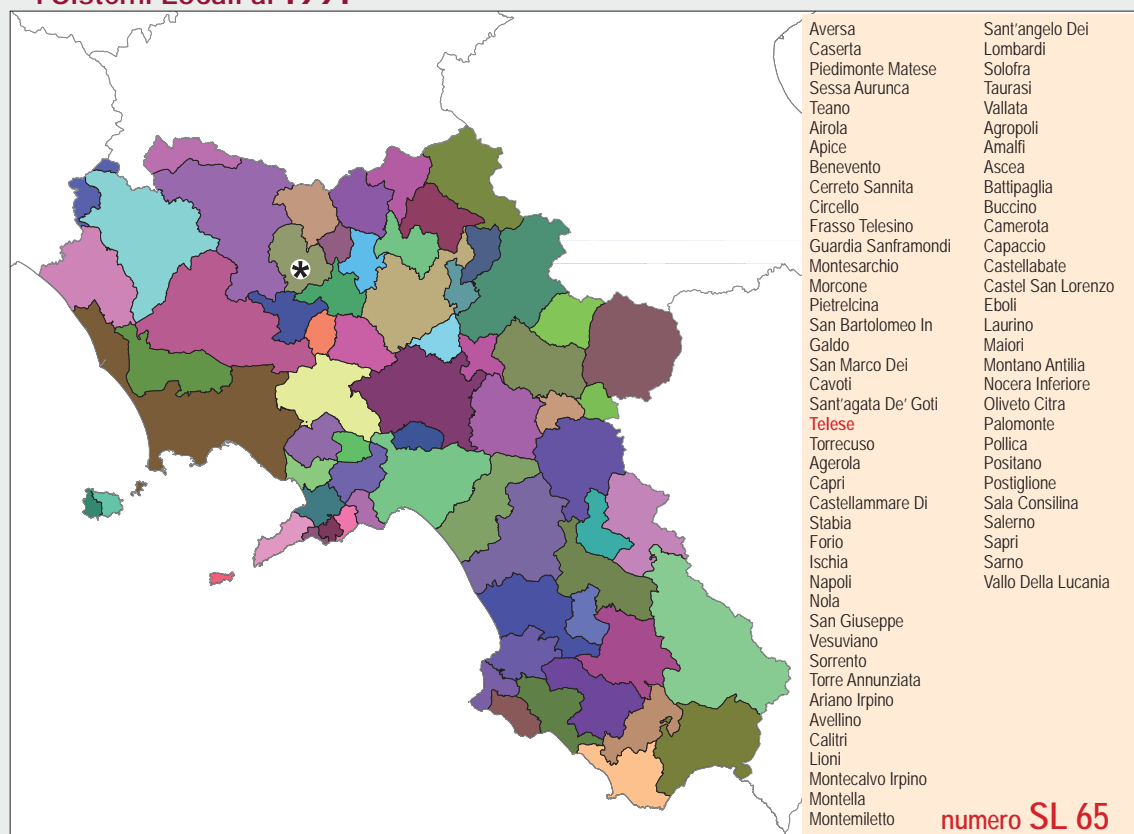 i Sistemi Locali al 1991
Aversa
Caserta
Piedimonte Matese
Sessa Aurunca
Teano
Airola
Apice
Benevento
Cerreto Sannita
Circello
Frasso Telesino
Guardia Sanframondi
Montesarchio
Morcone
Pietrelcina
San Bartolomeo In
Galdo
San Marco Dei
Cavoti
Sant'agata De' Goti
Telese
Torrecuso
Agerola
Capri
Castellammare Di
Stabia
Forio
Ischia
Napoli
Nola
San Giuseppe
Vesuviano
Sorrento
Torre Annunziata
Ariano Irpino
Avellino
Calitri
Lioni
Montecalvo Irpino
Montella
Montemiletto
Sant'angelo Dei
Lombardi
Solofra
Taurasi
Vallata
Agropoli
Amalfi
Ascea
Battipaglia
Buccino
Camerota
Capaccio
Castellabate
Castel San Lorenzo
Eboli
Laurino
Maiori
Montano Antilia
Nocera Inferiore
Oliveto Citra
Palomonte
Pollica
Positano
Postiglione
Sala Consilina
Salerno
Sapri
Sarno
Vallo Della Lucania
numero SL 65
*